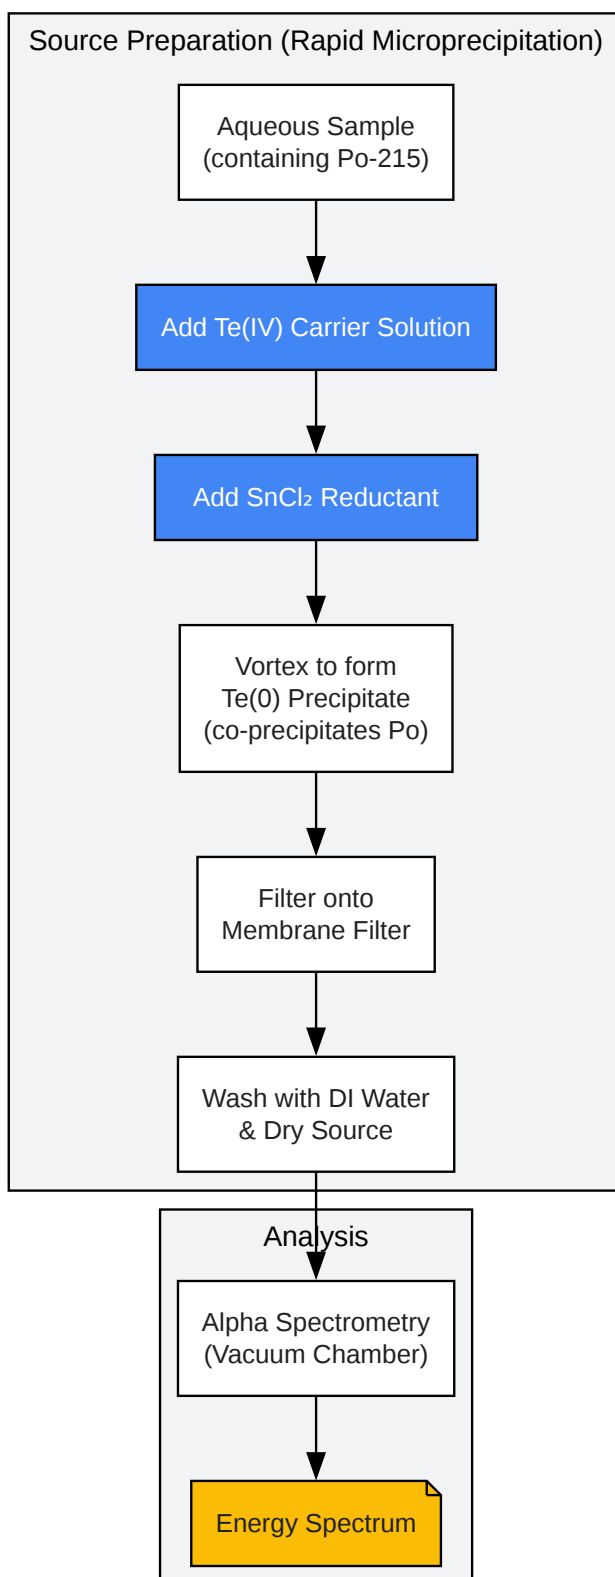 Source Preparation (Rapid Microprecipitation)
Aqueous Sample
(containing Po-215)
Add Te(IV) Carrier Solution
Add SnCl₂ Reductant
Vortex to form
Te(0) Precipitate
(co-precipitates Po)
Filter onto
Membrane Filter
Wash with DI Water
& Dry Source
Analysis
Alpha Spectrometry
(Vacuum Chamber)
Energy Spectrum